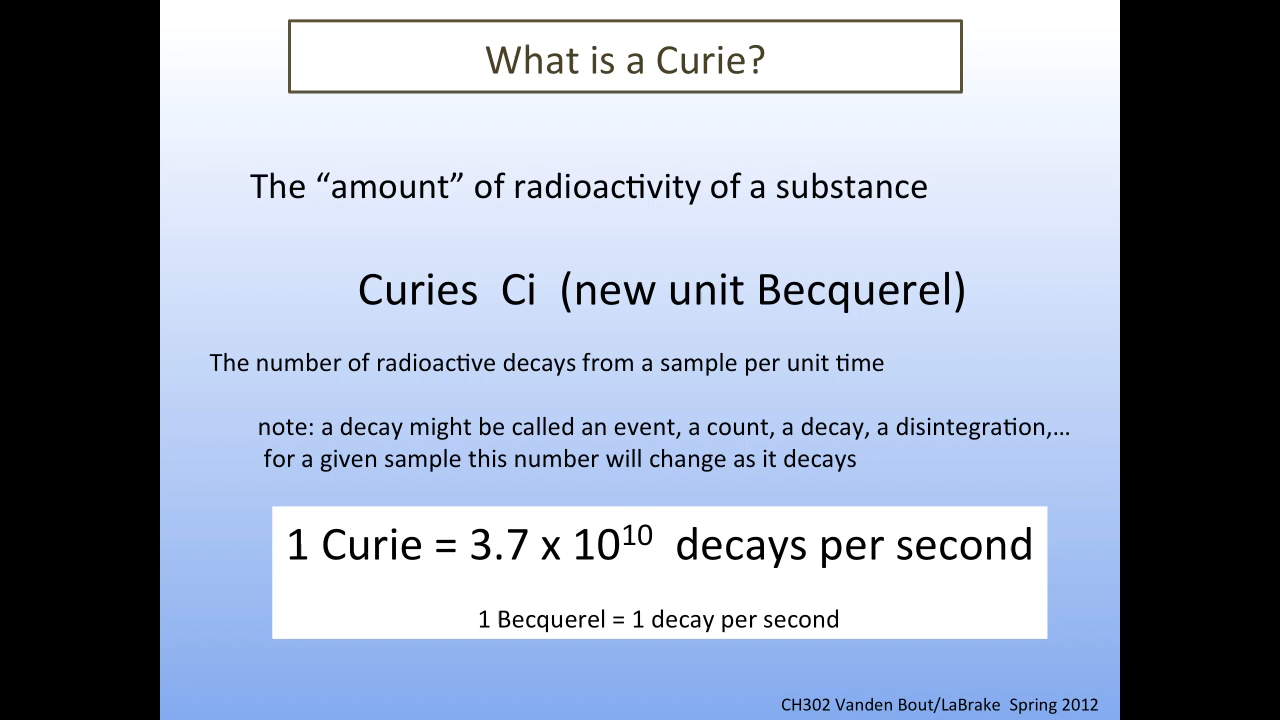 What is a Curie?
The “amount” of radioactivity of a substance
Curies  Ci  (new unit Becquerel)
The number of radioactive decays from a sample per unit time
note: a decay might be called an event, a count, a decay, a disintegration,…
for a given sample this number will change as it decays
1 Curie = 3.7 x 10¹⁰  decays per second
1 Becquerel = 1 decay per second
CH302 Vanden Bout/LaBrake  Spring 2012